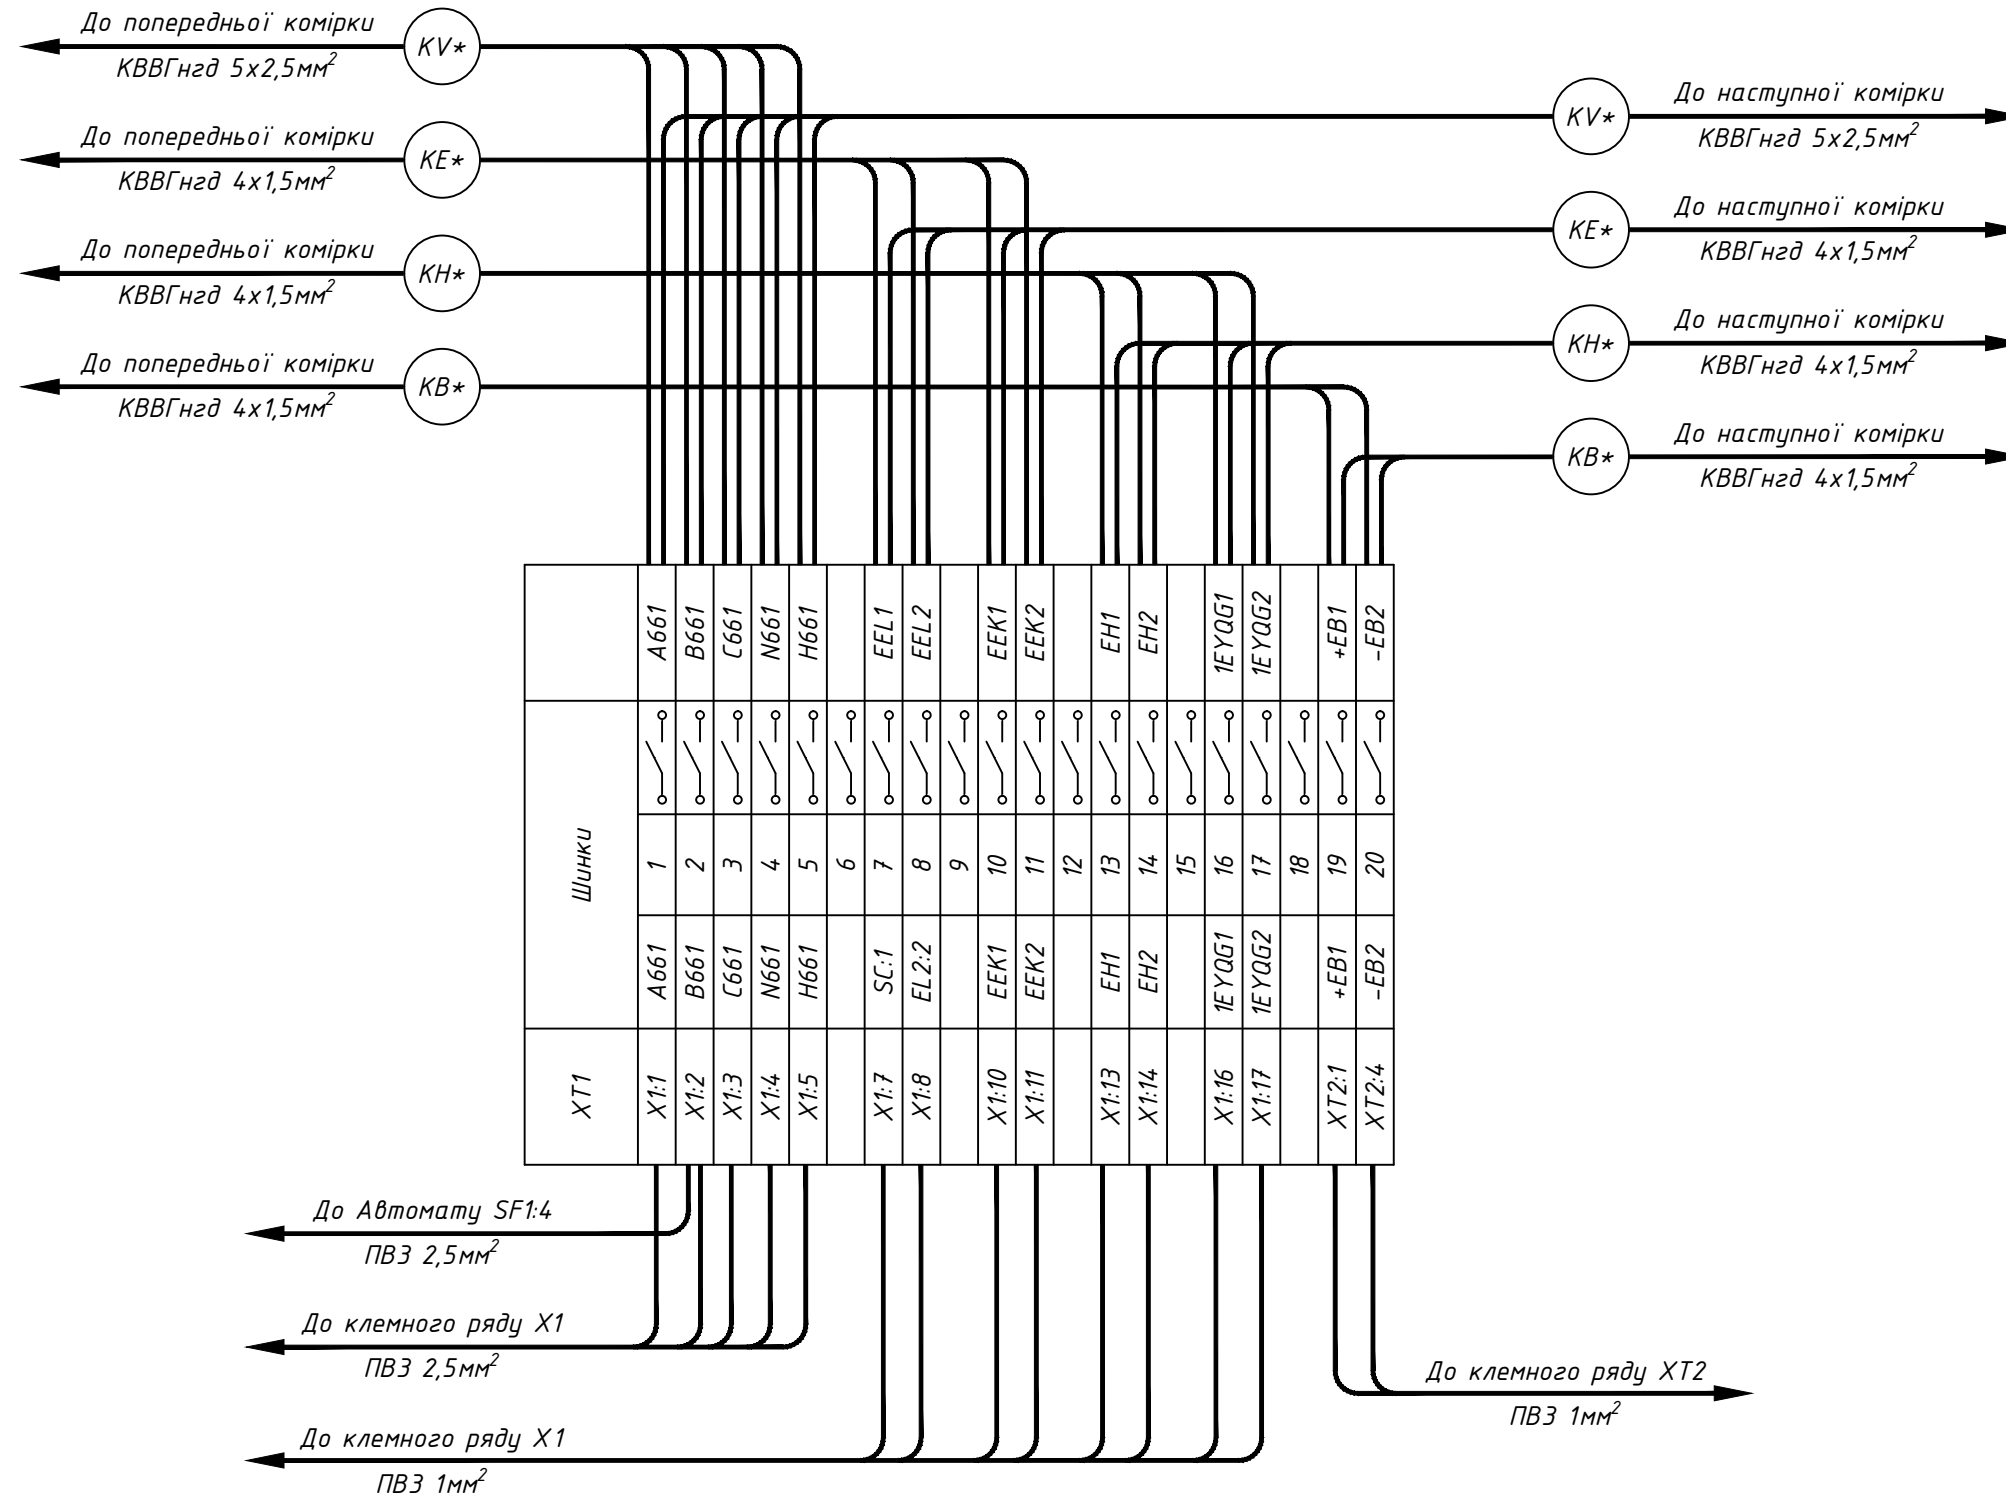 До попередньої комірки
KV*
КВВГнгд 5х2,5мм²
До наступної комірки
KV*
КВВГнгд 5х2,5мм²
До попередньої комірки
KE*
КВВГнгд 4х1,5мм²
До наступної комірки
KE*
КВВГнгд 4х1,5мм²
До попередньої комірки
KH*
КВВГнгд 4х1,5мм²
До наступної комірки
KH*
КВВГнгд 4х1,5мм²
До попередньої комірки
KB*
КВВГнгд 4х1,5мм²
До наступної комірки
KB*
КВВГнгд 4х1,5мм²
A661 B661 C661 N661 H661 EEL1 EEL2 EEK1 EEK2 EH1 EH2 1EYQG1 1EYQG2 +EB1 -EB2
Шинки
1 2 3 4 5 6 7 8 9 10 11 12 13 14 15 16 17 18 19 20
A661 B661 C661 N661 H661 SC:1 EL2:2 EEK1 EEK2 EH1 EH2 1EYQG1 1EYQG2 +EB1 -EB2
XT1
X1:1 X1:2 X1:3 X1:4 X1:5 X1:7 X1:8 X1:10 X1:11 X1:13 X1:14 X1:16 X1:17 XT2:1 XT2:4
До Автомату SF1:4
ПВЗ 2,5мм²
До клемного ряду X1
ПВЗ 2,5мм²
До клемного ряду XT2
ПВЗ 1мм²
До клемного ряду X1
ПВЗ 1мм²